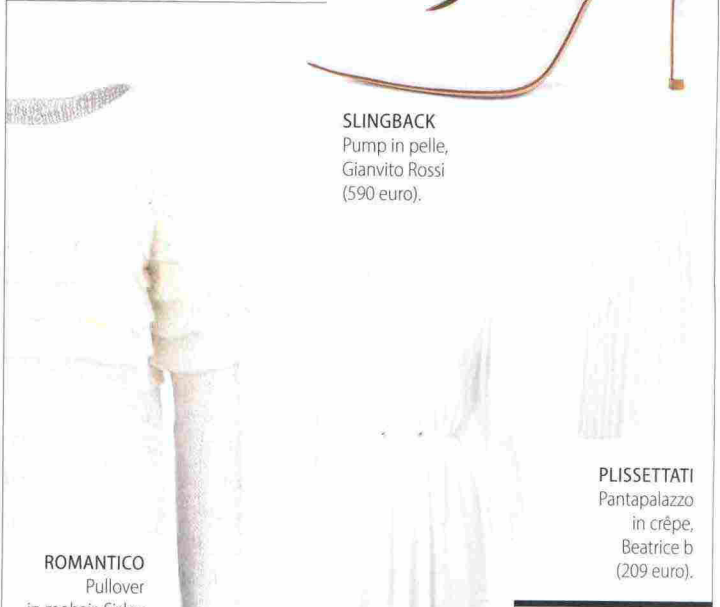 SLINGBACK
Pump in pelle,
Gianvito Rossi
(590 euro).
PLISSETTATI
Pantapalazzo
in crêpe,
Beatrice b
(209 euro).
ROMANTICO
Pullover